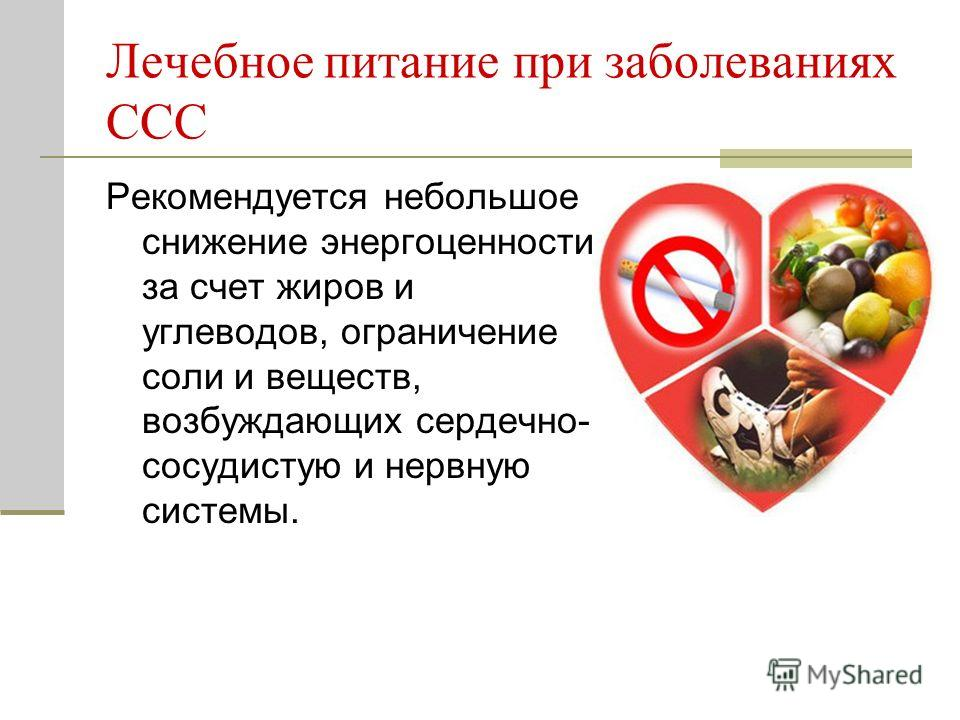 Лечебное питание при заболеваниях
ССС
Рекомендуется небольшое
снижение энергоценности
за счет жиров и
углеводов, ограничение
соли и веществ,
возбуждающих сердечно-
сосудистую и нервную
системы.
MyShared